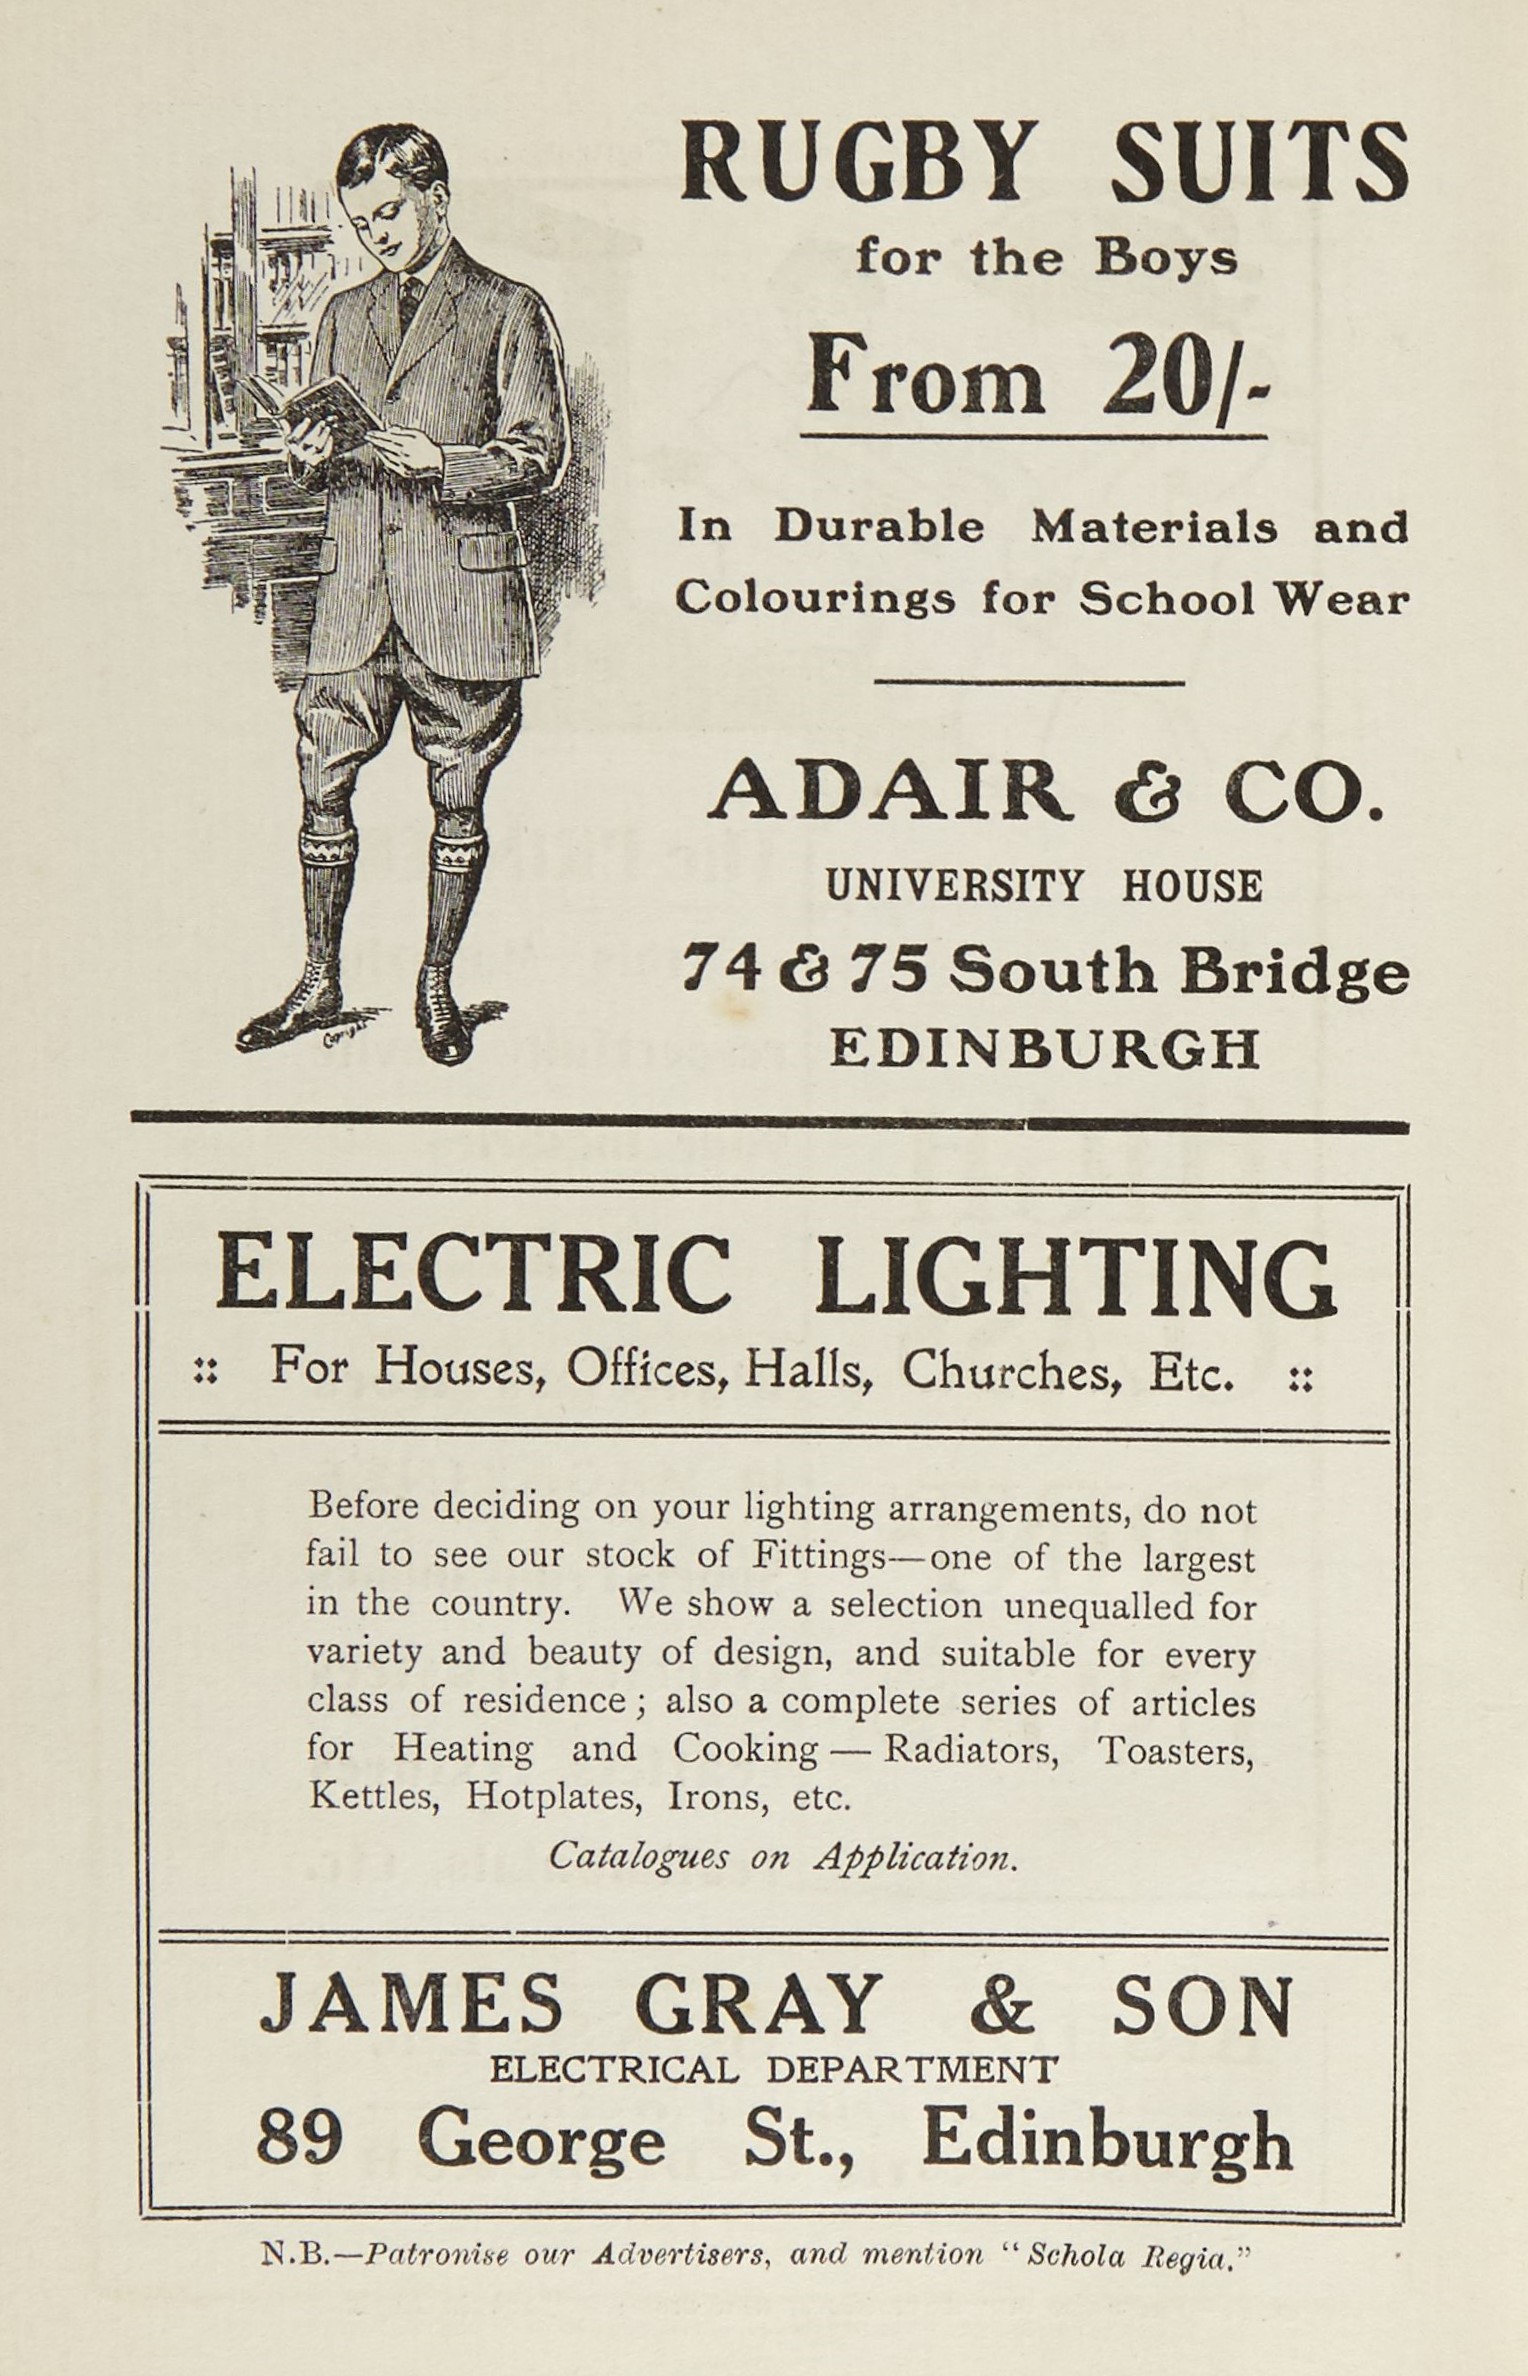 RUGBY SUITS
for the Boys
From 20/-
In Durable Materials and
Colourings for School Wear
ADAIR & CO.
UNIVERSITY HOUSE
74 & 75 South Bridge
EDINBURGH
Copyright
ELECTRIC LIGHTING
:: For Houses, Offices, Halls, Churches, Etc. ::
Before deciding on your lighting arrangements, do not
fail to see our stock of Fittings—one of the largest
in the country. We show a selection unequalled for
variety and beauty of design, and suitable for every
class of residence; also a complete series of articles
for Heating and Cooking — Radiators, Toasters,
Kettles, Hotplates, Irons, etc.
Catalogues on Application.
JAMES GRAY & SON
ELECTRICAL DEPARTMENT
89 George St., Edinburgh
N.B.—Patronise our Advertisers, and mention “Schola Regia.”